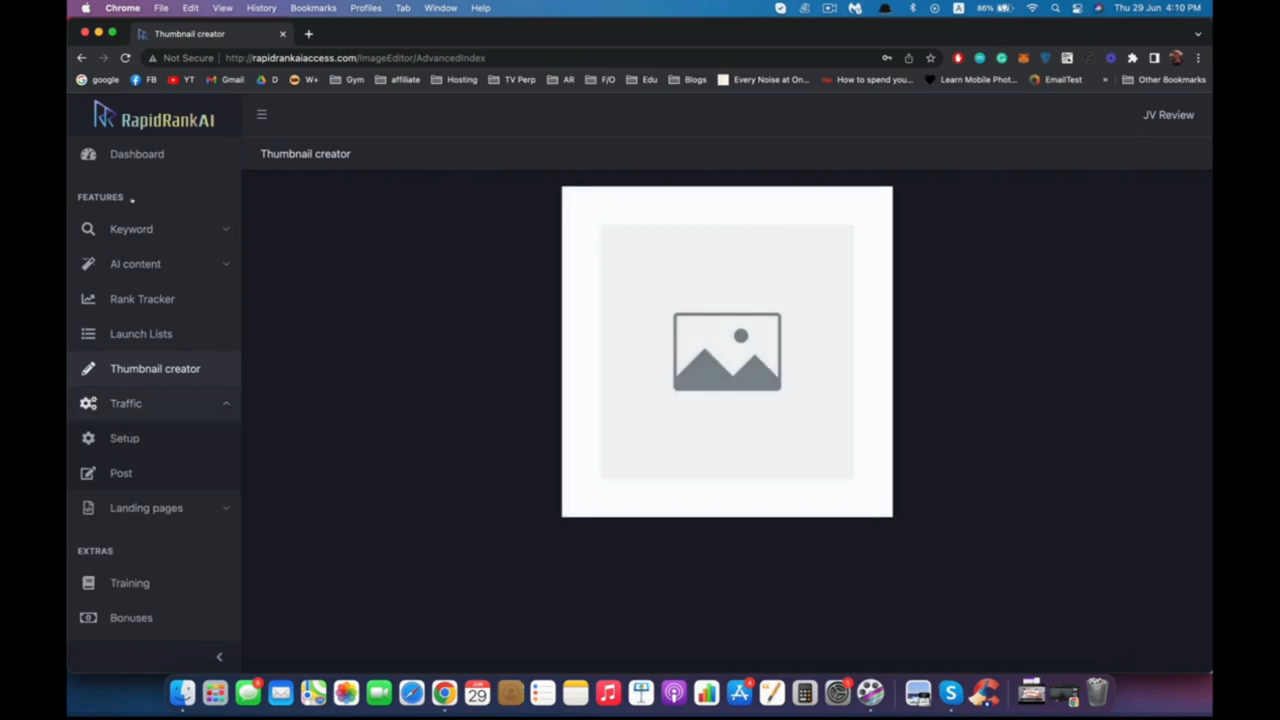 Chrome File Edit View History Bookmarks Profiles Tab Window Help A 86% Thu 29 Jun 4:10 PM
Thumbnail creator
Not Secure http://rapidrankaiaccess.com/ImageEditor/AdvancedIndex
google FB YT Gmail D W+ Gym affiliate Hosting TV Perp AR F/O Edu Blogs Every Noise at On... How to spend you... Learn Mobile Phot... EmailTest » Other Bookmarks
RapidRankAI
JV Review
Dashboard
Thumbnail creator
FEATURES
Keyword
AI content
Rank Tracker
Launch Lists
Thumbnail creator
Traffic
Setup
Post
Landing pages
EXTRAS
Training
Bonuses
29